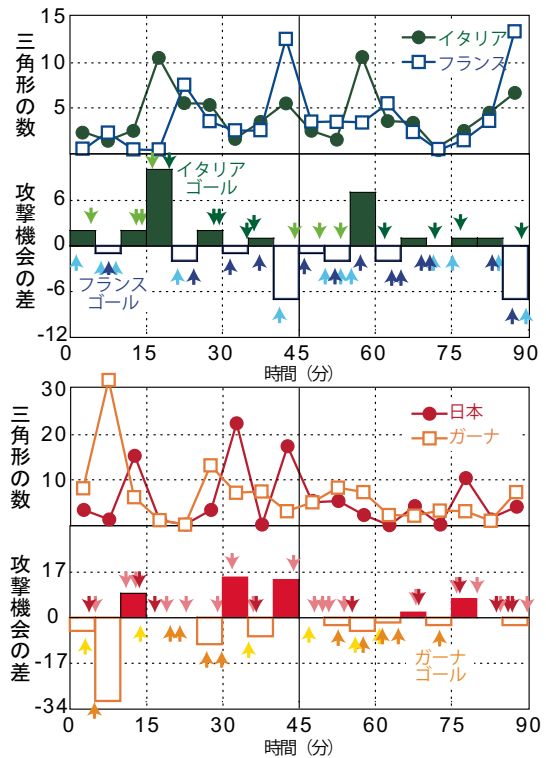 三角形の数
15
10
5
イタリア
フランス
攻撃機会の差
6
-6
-12
イタリア
ゴール
フランス
ゴール
0 15 30 45 60 75 90
時間（分）
三角形の数
30
20
10
日本
ガーナ
攻撃機会の差
17
0
-17
-34
ガーナ
ゴール
0 15 30 45 60 75 90
時間（分）